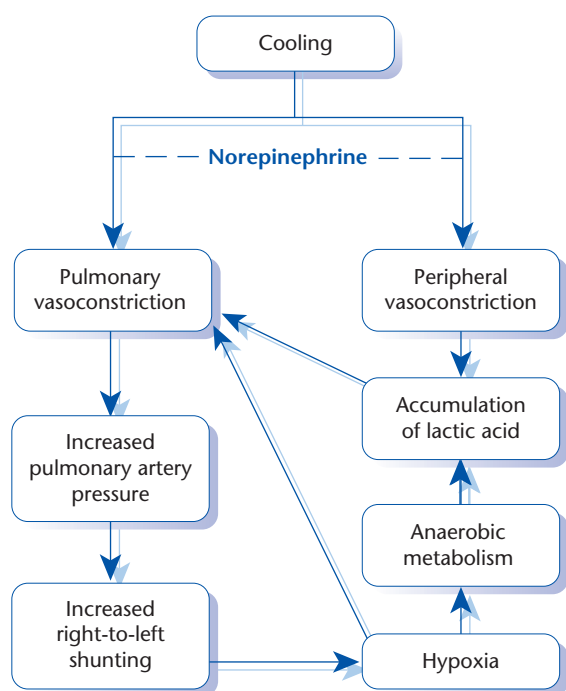 Cooling
Norepinephrine
Pulmonary
vasoconstriction
Peripheral
vasoconstriction
Increased
pulmonary artery
pressure
Accumulation
of lactic acid
Anaerobic
metabolism
Increased
right-to-left
shunting
Hypoxia